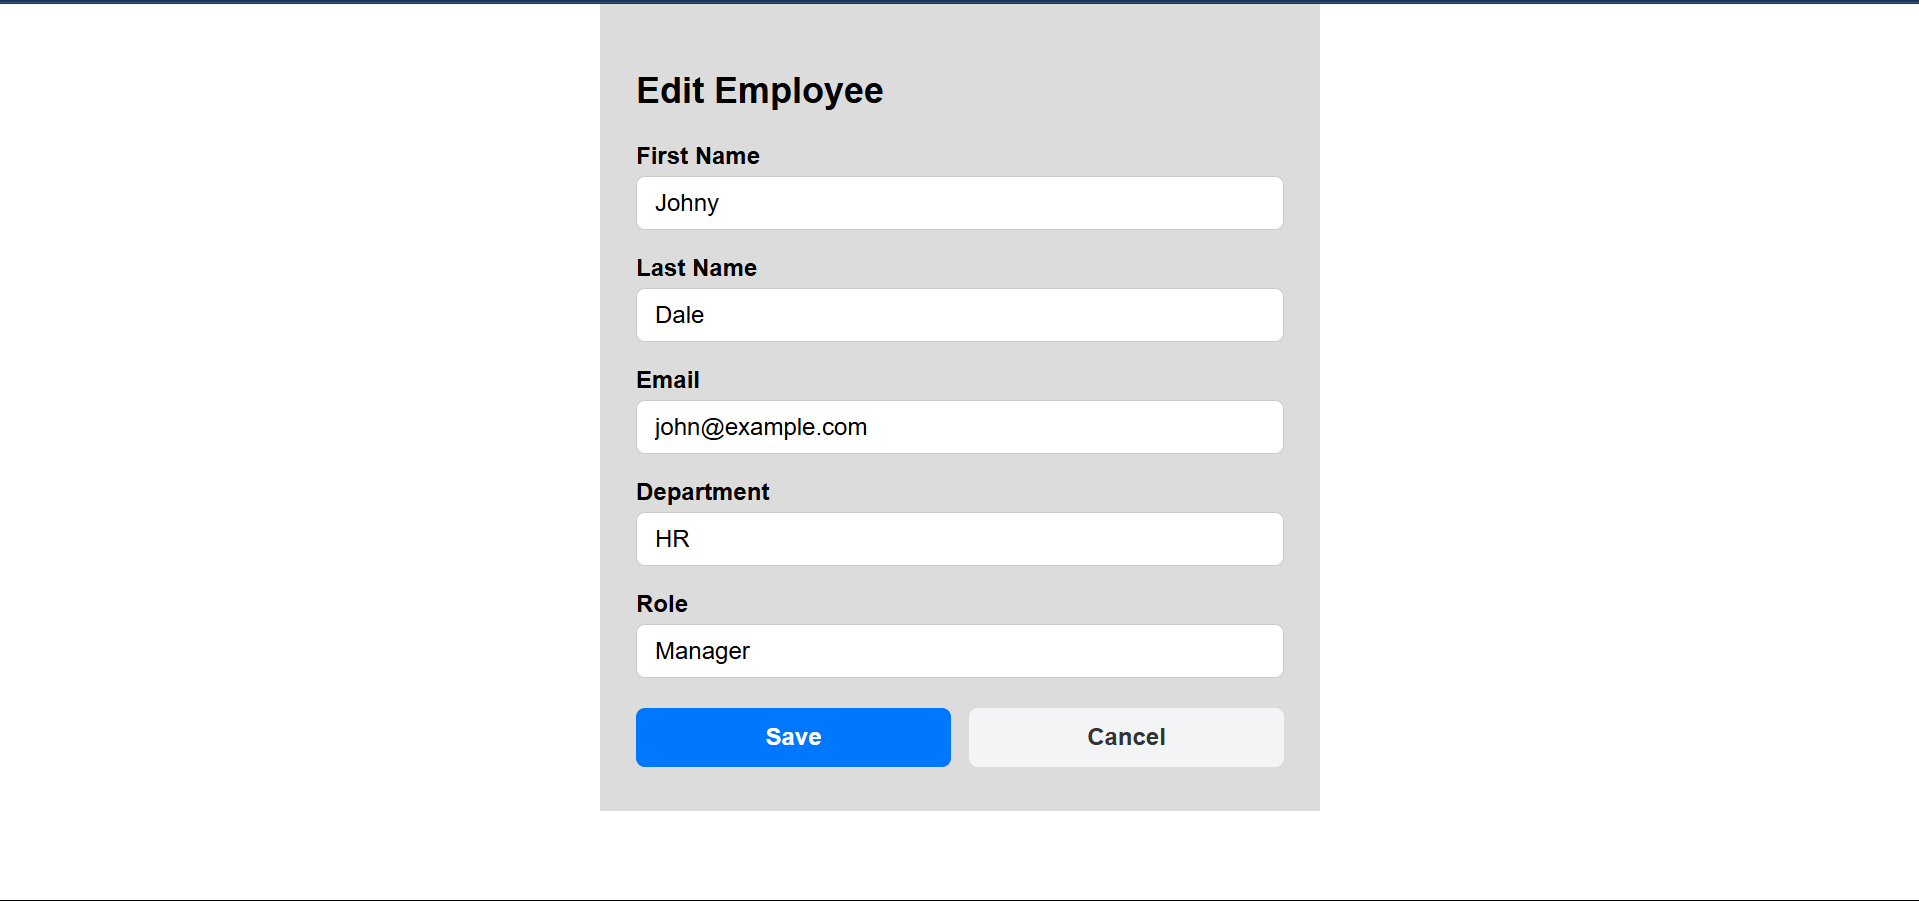 Edit Employee
First Name
Johny
Last Name
Dale
Email
john@example.com
Department
HR
Role
Manager
Save Cancel